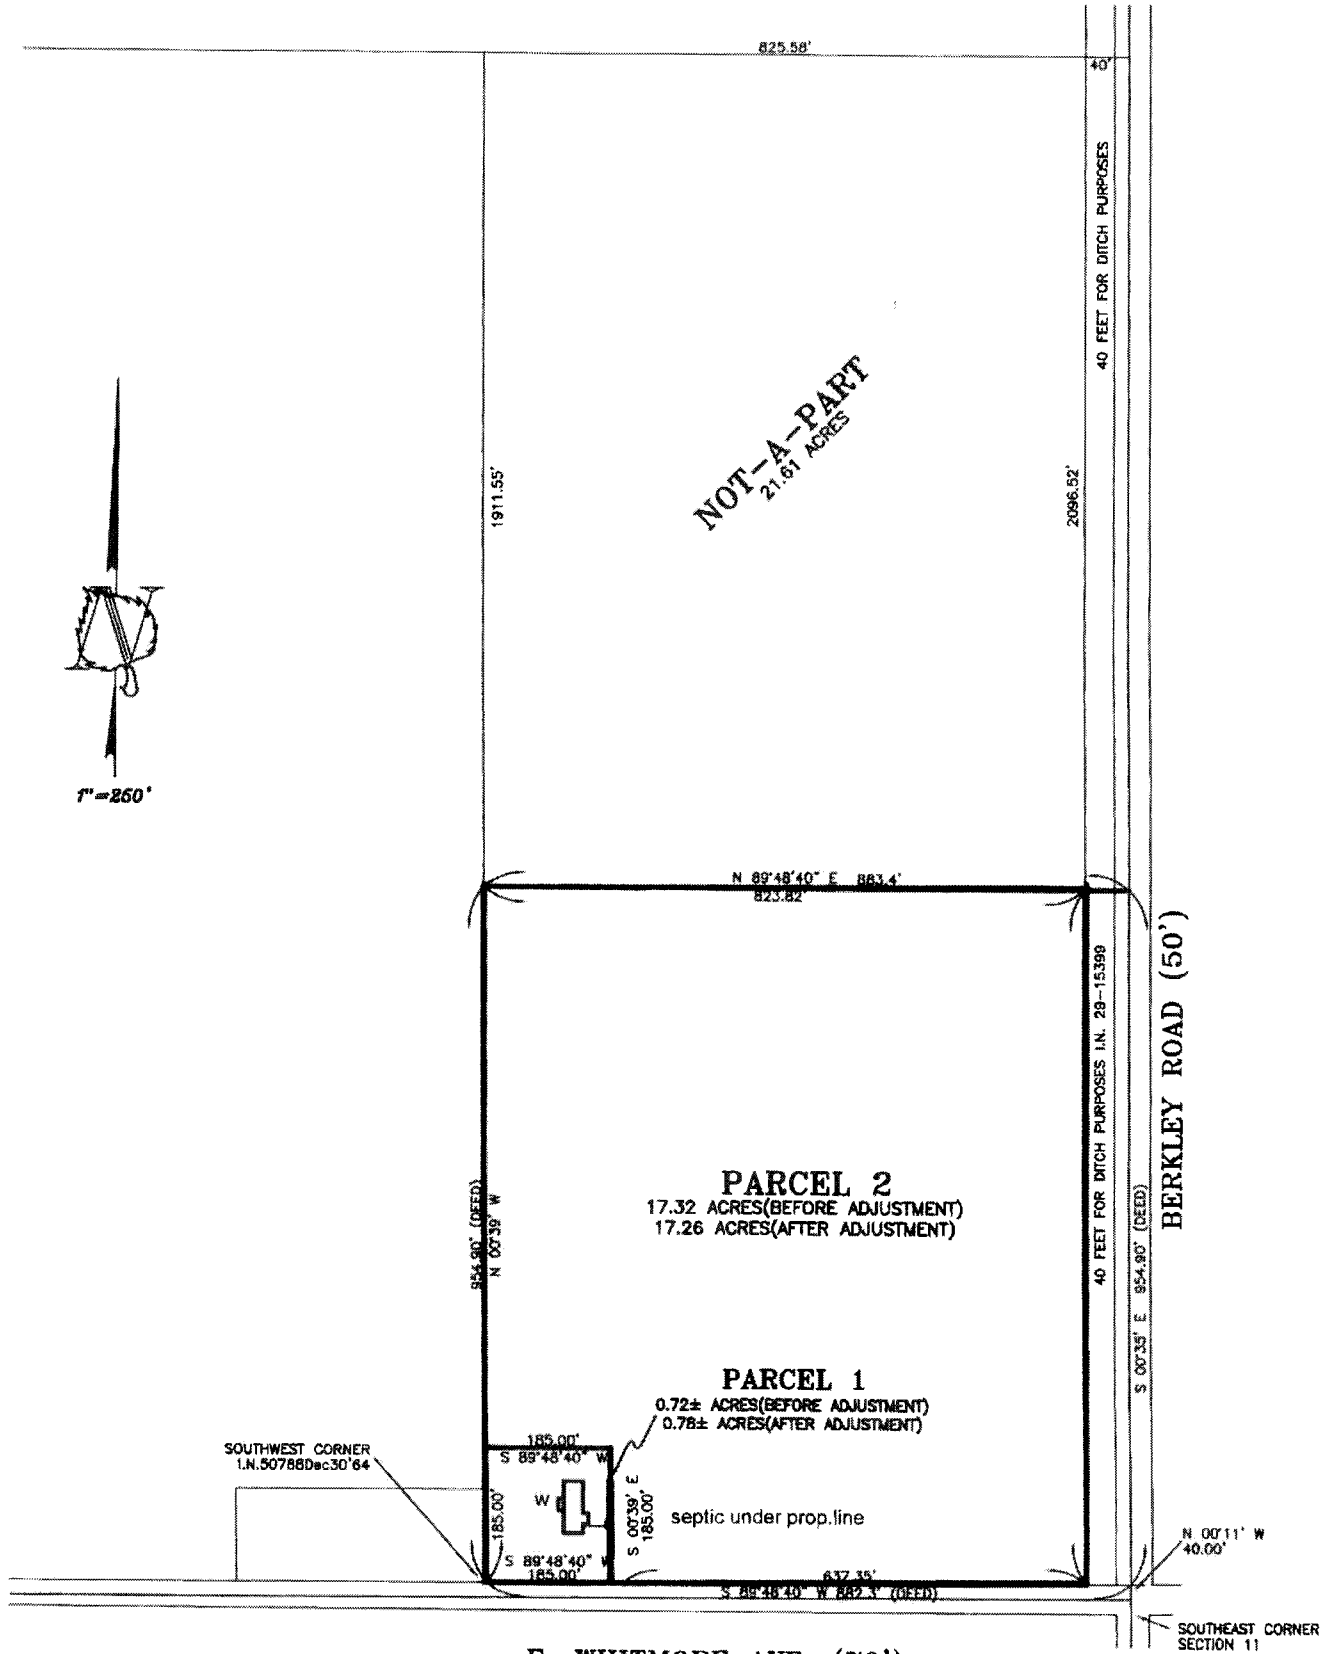 825.58'
40'
40 FEET FOR DITCH PURPOSES
NOT-A-PART
21.61 ACRES
1911.55'
2096.52'
1"=260'
N 89°48'40" E 883.4'
823.82'
BERKLEY ROAD (50')
40 FEET FOR DITCH PURPOSES I.N. 29-15399
954.90' (DEED)
N 00°39' W
S 00°35' E 954.90' (DEED)
PARCEL 2
17.32 ACRES(BEFORE ADJUSTMENT)
17.26 ACRES(AFTER ADJUSTMENT)
PARCEL 1
0.72± ACRES(BEFORE ADJUSTMENT)
0.78± ACRES(AFTER ADJUSTMENT)
SOUTHWEST CORNER
I.N.50788Dec30'64
185.00'
S 89°48'40" W
W
185.00'
S 00°39' E
185.00'
septic under prop.line
S 89°48'40" W
185.00'
637.35'
S 89°48'40" W 882.3' (DEED)
N 00°11' W
40.00'
SOUTHEAST CORNER
SECTION 11